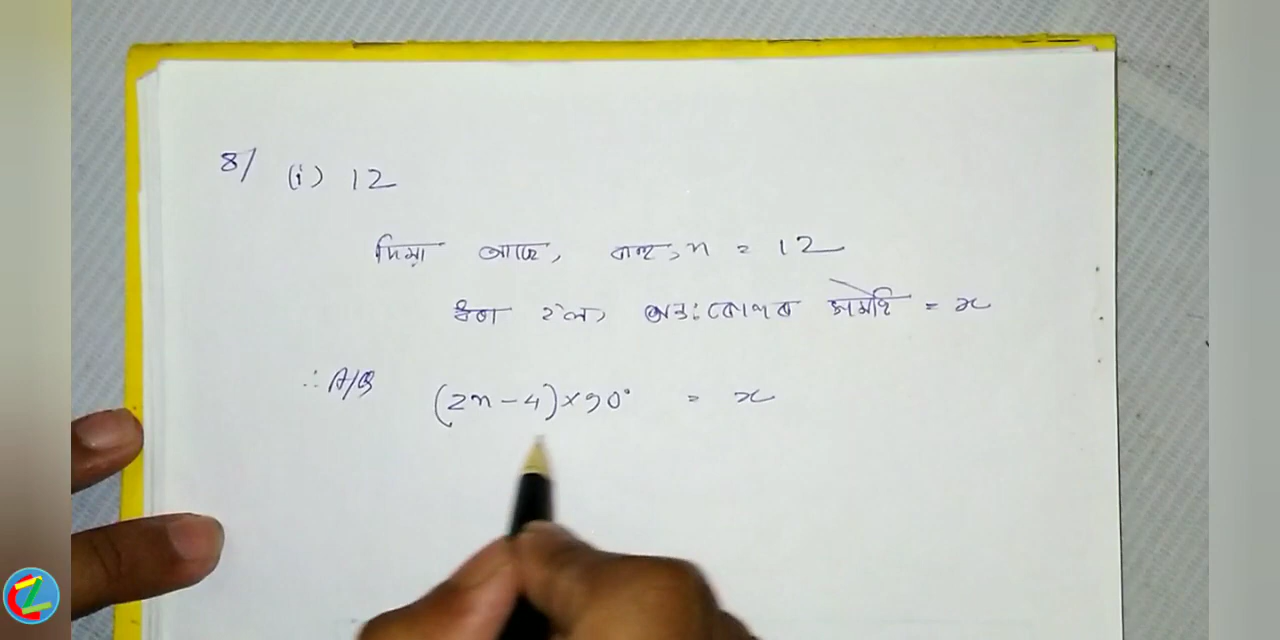 8/ (i) 12
দিয়া আছে, বাহু, n = 12
ধৰা হ'ল, অন্তঃকোণৰ সমষ্টি = x
∴ A/Q (2n-4)×90° = x